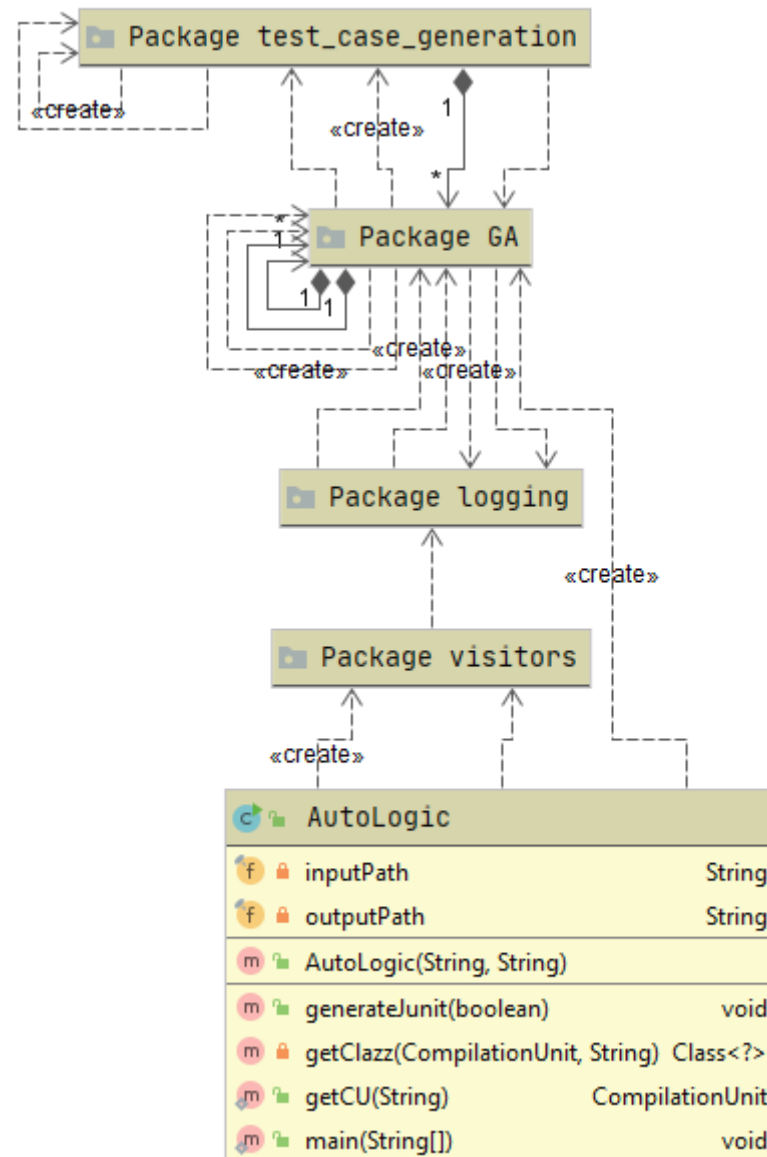 Package test_case_generation
«create»
1
«create»
*
Package GA
*
1
1
1
«create»
«create»
«create»
Package logging
«create»
Package visitors
«create»
AutoLogic
inputPath String
outputPath String
AutoLogic(String, String)
generateJunit(boolean) void
getClazz(CompilationUnit, String) Class<?>
getCU(String) CompilationUnit
main(String[]) void